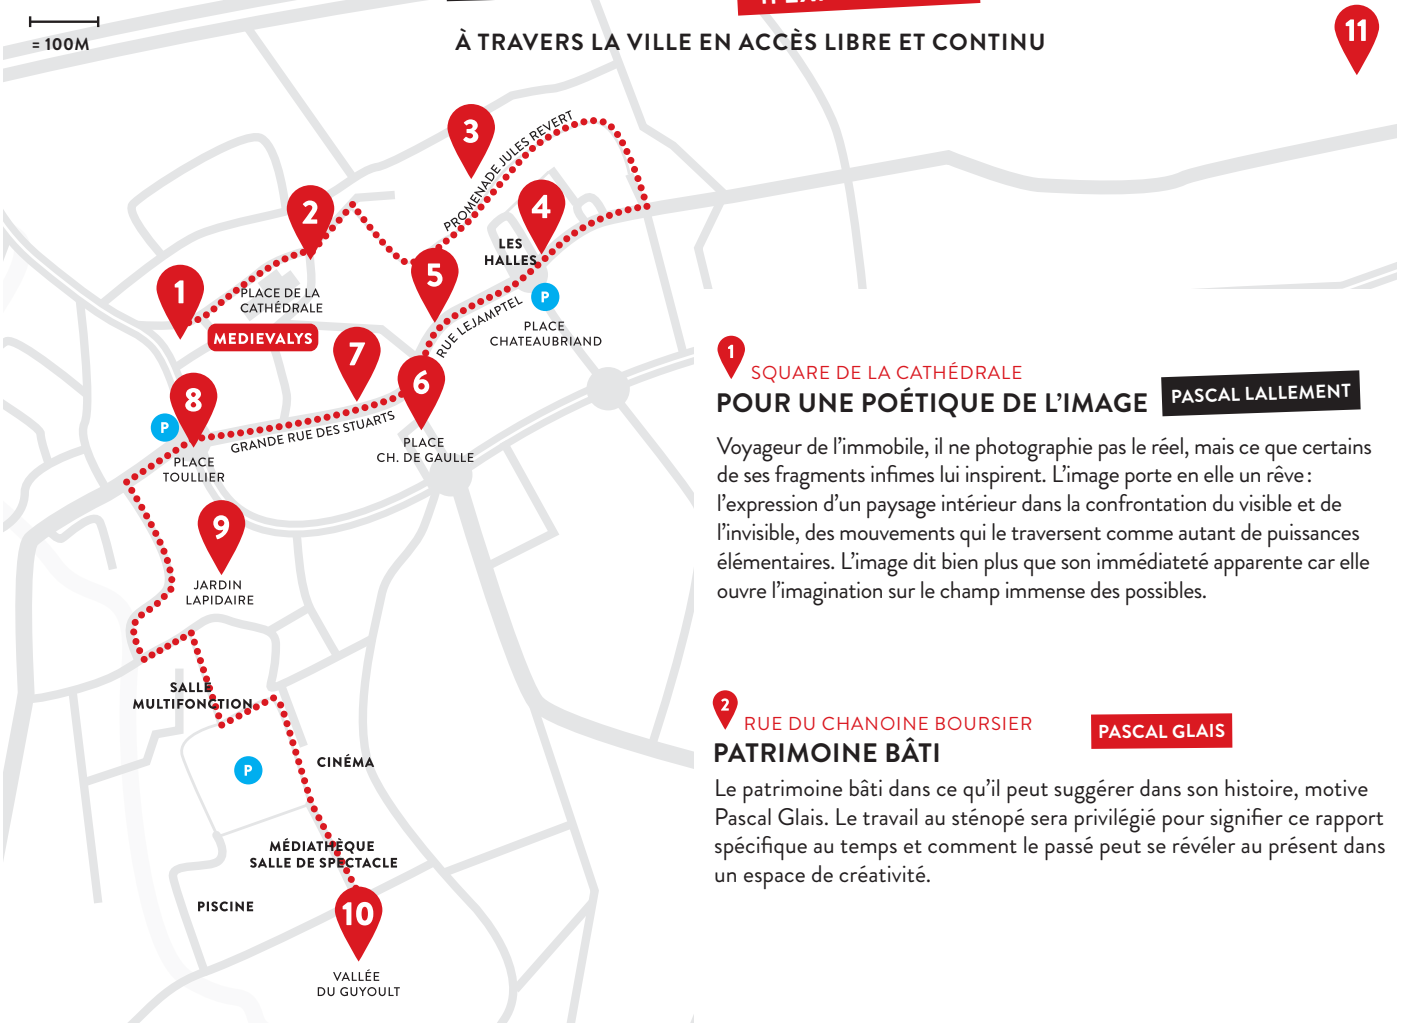 = 100M
À TRAVERS LA VILLE EN ACCÈS LIBRE ET CONTINU
11
3
PROMENADE JULES REVERT
2
4
LES
HALLES
5
1
PLACE DE LA
CATHÉDRALE
MEDIEVALYS
P
RUE LEJAMPTEL
PLACE
CHATEAUBRIAND
7
6
8
P
GRANDE RUE DES STUARTS
PLACE
CH. DE GAULLE
PLACE
TOULLIER
9
JARDIN
LAPIDAIRE
SALLE
MULTIFONCTION
P
CINÉMA
MÉDIATHÈQUE
SALLE DE SPECTACLE
PISCINE
10
VALLÉE
DU GUYOULT
1
SQUARE DE LA CATHÉDRALE
POUR UNE POÉTIQUE DE L’IMAGE
PASCAL LALLEMENT
Voyageur de l’immobile, il ne photographie pas le réel, mais ce que certains
de ses fragments infimes lui inspirent. L’image porte en elle un rêve :
l’expression d’un paysage intérieur dans la confrontation du visible et de
l’invisible, des mouvements qui le traversent comme autant de puissances
élémentaires. L’image dit bien plus que son immédiateté apparente car elle
ouvre l’imagination sur le champ immense des possibles.
2
RUE DU CHANOINE BOURSIER
PATRIMOINE BÂTI
PASCAL GLAIS
Le patrimoine bâti dans ce qu’il peut suggérer dans son histoire, motive
Pascal Glais. Le travail au sténopé sera privilégié pour signifier ce rapport
spécifique au temps et comment le passé peut se révéler au présent dans
un espace de créativité.